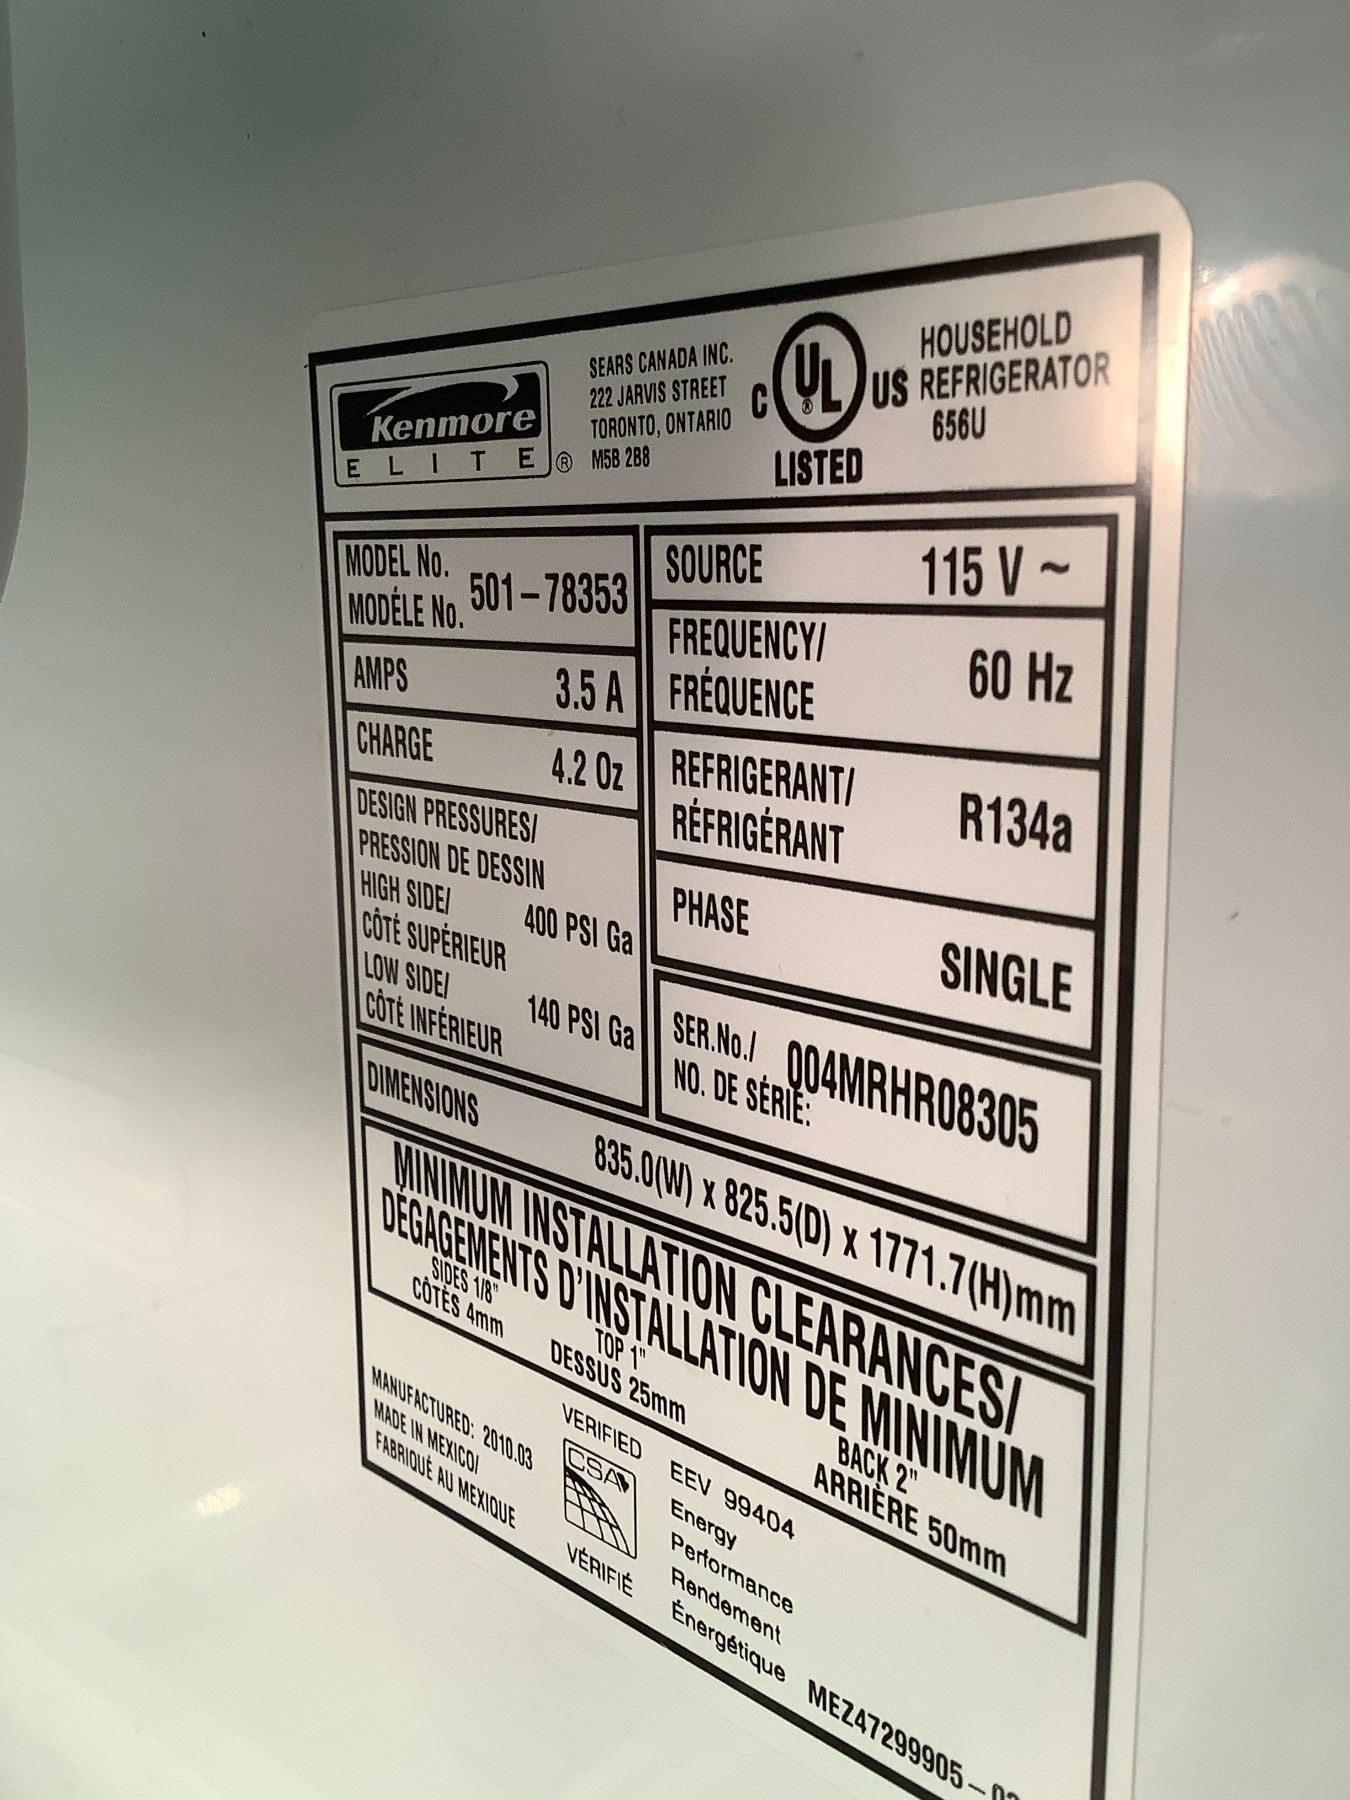 Kenmore
ELITE®
SEARS CANADA INC.
222 JARVIS STREET
TORONTO, ONTARIO
M5B 2B8
C UL® US
LISTED
HOUSEHOLD
REFRIGERATOR
656U
MODEL No.
MODÉLE No.
501-78353
AMPS 3.5 A
CHARGE 4.2 Oz
DESIGN PRESSURES/
PRESSION DE DESSIN
HIGH SIDE/
CÔTÉ SUPÉRIEUR
400 PSI Ga
LOW SIDE/
CÔTÉ INFÉRIEUR
140 PSI Ga
SOURCE 115 V ~
FREQUENCY/
FRÉQUENCE
60 Hz
REFRIGERANT/
RÉFRIGÉRANT
R134a
PHASE
SINGLE
SER.No./
NO. DE SÉRIE:
004MRHR08305
DIMENSIONS
835.0(W) x 825.5(D) x 1771.7(H)mm
MINIMUM INSTALLATION CLEARANCES/
DÉGAGEMENTS D'INSTALLATION DE MINIMUM
SIDES 1/8"
CÔTÈS 4mm
TOP 1"
DESSUS 25mm
BACK 2"
ARRIÈRE 50mm
MANUFACTURED: 2010.03
MADE IN MEXICO/
FABRIQUÉ AU MEXIQUE
VERIFIED
CSA
VÉRIFIÉ
EEV 99404
Energy
Performance
Rendement
Énergétique
MEZ47299905-